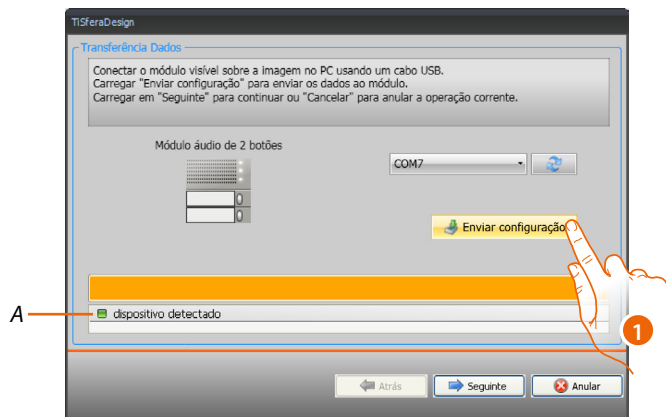 TiSferaDesign
Transferência Dados
Conectar o módulo visível sobre a imagem no PC usando um cabo USB.
Carregar "Enviar configuração" para enviar os dados ao módulo.
Carregar em "Seguinte" para continuar ou "Cancelar" para anular a operação corrente.
Módulo áudio de 2 botões
COM7
Enviar configuração
A
dispositivo detectado
1
Atrás
Seguinte
Anular